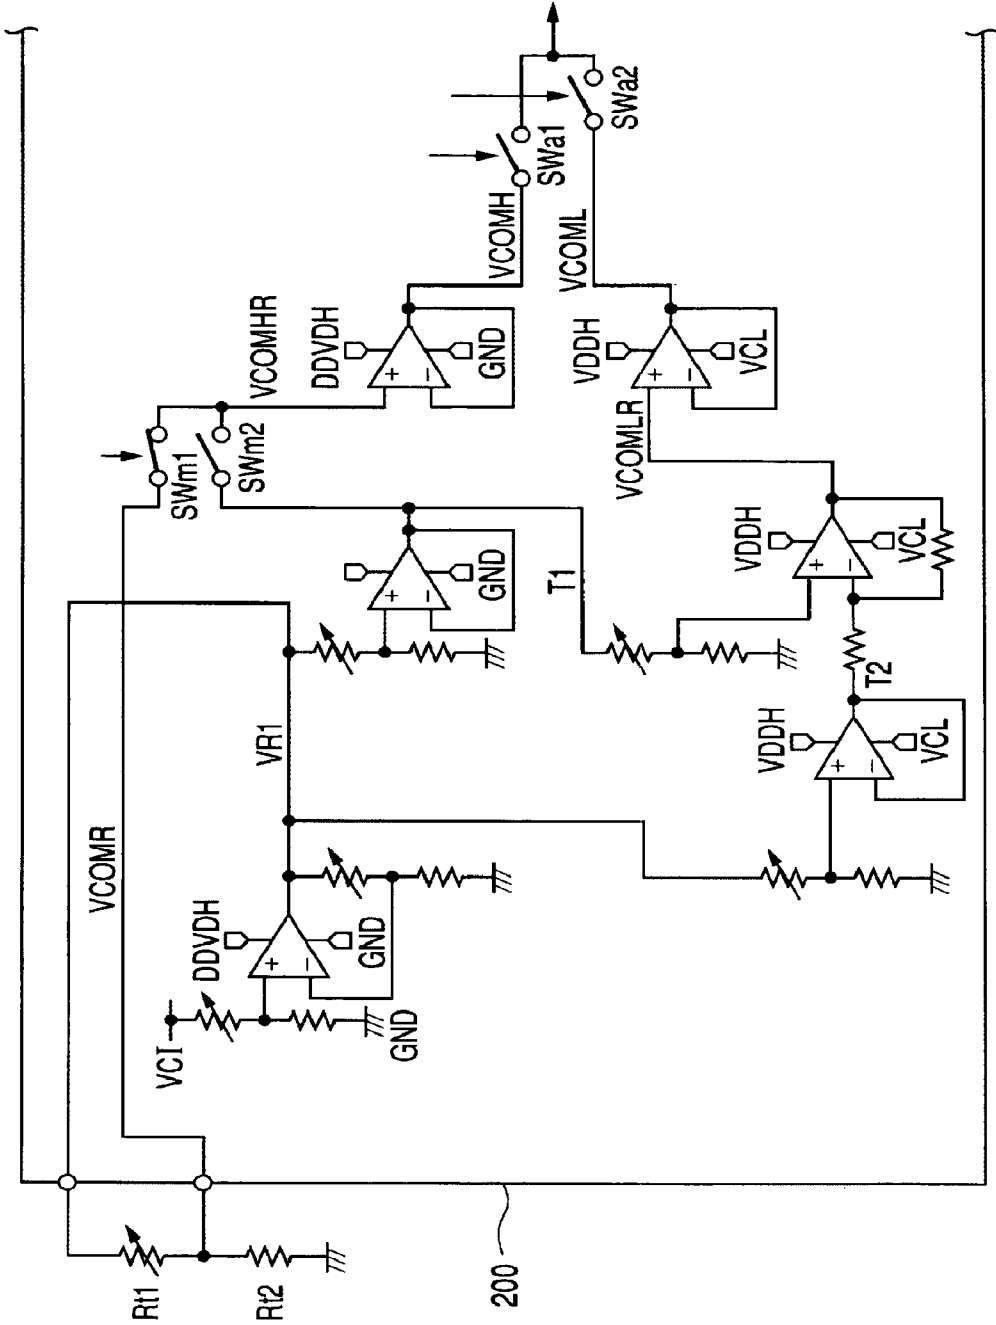 VCOMHR
SWm1
SWm2
DDVDH
+
−
GND
VCOMH
SWa1
SWa2
VCOML
VDDH
+
−
VCL
VCOMLR
VCOMR
VR1
+
−
GND
T1
VDDH
+
−
VCL
T2
VDDH
+
−
VCL
VCI
DDVDH
+
−
GND
GND
Rt1
Rt2
200